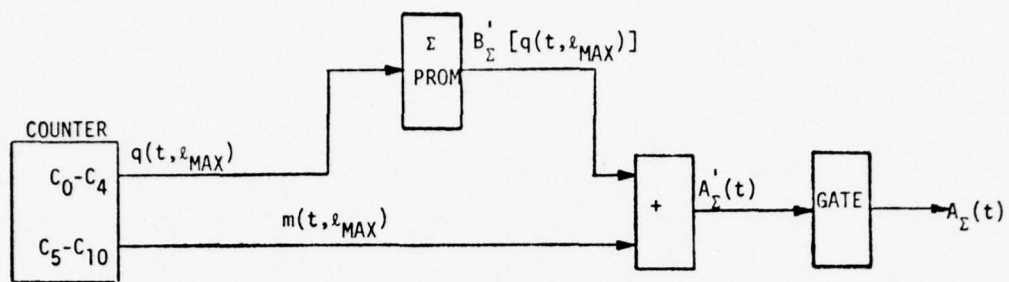 Σ
PROM
B'Σ [q(t,ℓMAX)]
COUNTER
C0-C4
q(t,ℓMAX)
C5-C10
m(t,ℓMAX)
+
A'Σ(t)
GATE
AΣ(t)